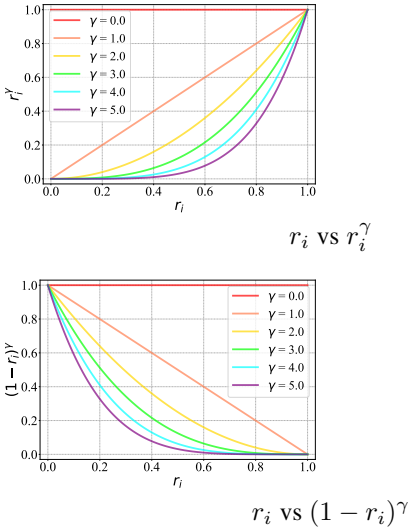 1.0
0.8
0.6
0.4
0.2
0.0
r_i^γ
γ = 0.0
γ = 1.0
γ = 2.0
γ = 3.0
γ = 4.0
γ = 5.0
0.0 0.2 0.4 0.6 0.8 1.0
r_i
r_i vs r_i^γ
1.0
0.8
0.6
0.4
0.2
0.0
(1 − r_i)^γ
γ = 0.0
γ = 1.0
γ = 2.0
γ = 3.0
γ = 4.0
γ = 5.0
0.0 0.2 0.4 0.6 0.8 1.0
r_i
r_i vs (1 − r_i)^γ